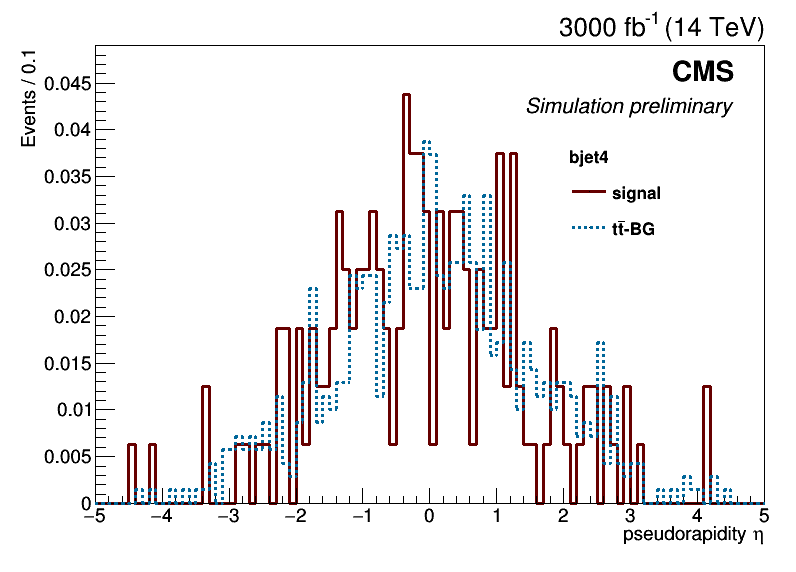 3000 fb⁻¹ (14 TeV)
Events / 0.1
CMS
Simulation preliminary
bjet4
signal
tt̄-BG
0.045
0.04
0.035
0.03
0.025
0.02
0.015
0.01
0.005
0
−5 −4 −3 −2 −1 0 1 2 3 4 5
pseudorapidity η